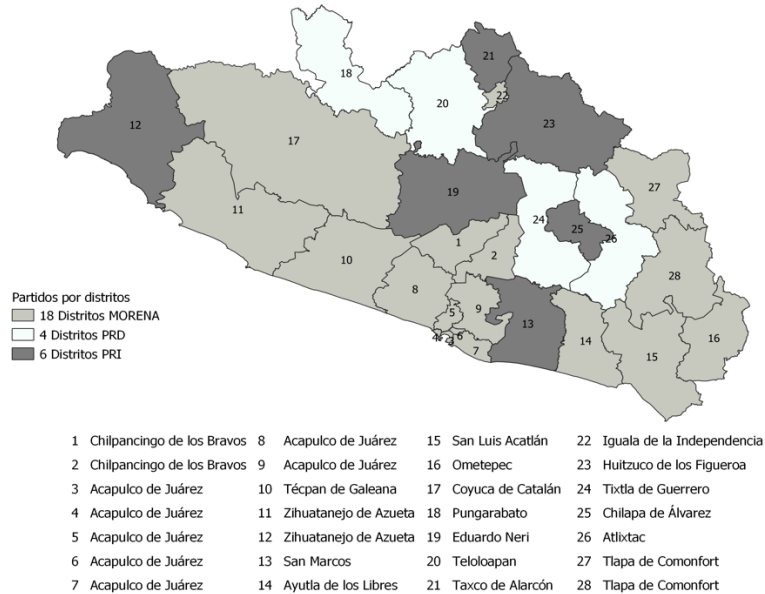 21
18
22
20
12
23
17
27
19
24
25
26
11
1
2
10
28
8
9
5
13
4
6
3
7
14
15
16
Partidos por distritos
18 Distritos MORENA
4 Distritos PRD
6 Distritos PRI
1 Chilpancingo de los Bravos 8 Acapulco de Juárez 15 San Luis Acatlán 22 Iguala de la Independencia
2 Chilpancingo de los Bravos 9 Acapulco de Juárez 16 Ometepec 23 Huitzuco de los Figueroa
3 Acapulco de Juárez 10 Técpan de Galeana 17 Coyuca de Catalán 24 Tixtla de Guerrero
4 Acapulco de Juárez 11 Zihuatanejo de Azueta 18 Pungarabato 25 Chilapa de Álvarez
5 Acapulco de Juárez 12 Zihuatanejo de Azueta 19 Eduardo Neri 26 Atlixtac
6 Acapulco de Juárez 13 San Marcos 20 Teloloapan 27 Tlapa de Comonfort
7 Acapulco de Juárez 14 Ayutla de los Libres 21 Taxco de Alarcón 28 Tlapa de Comonfort